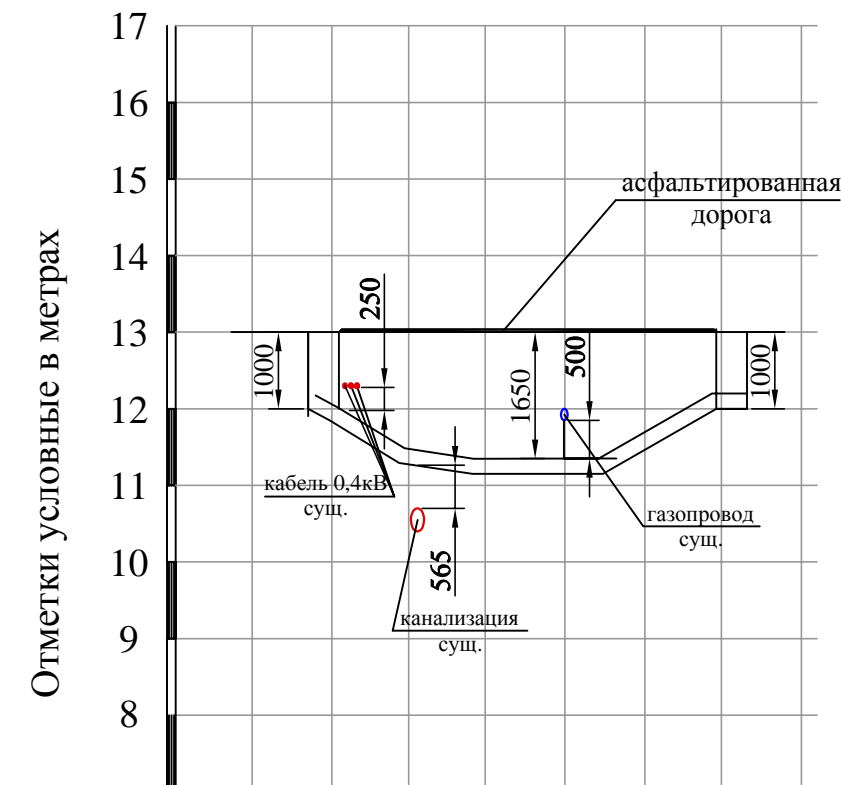 17
16
15
асфальтированная
дорога
14
250
13
500
1000
1650
1000
12
11
кабель 0,4кВ
сущ.
газопровод
сущ.
10
565
канализация
сущ.
9
8
Отметки условные в метрах